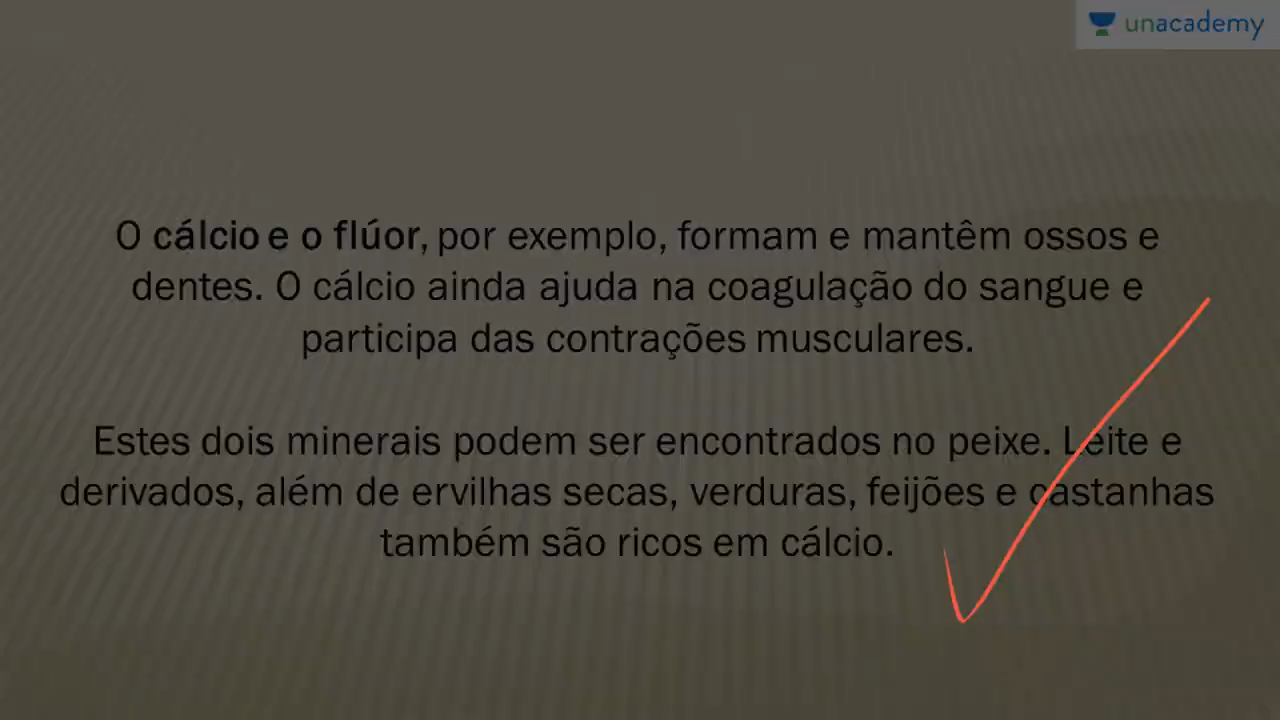 unacademy
O cálcio e o flúor, por exemplo, formam e mantêm ossos e
dentes. O cálcio ainda ajuda na coagulação do sangue e
participa das contrações musculares.
Estes dois minerais podem ser encontrados no peixe. Leite e
derivados, além de ervilhas secas, verduras, feijões e castanhas
também são ricos em cálcio.